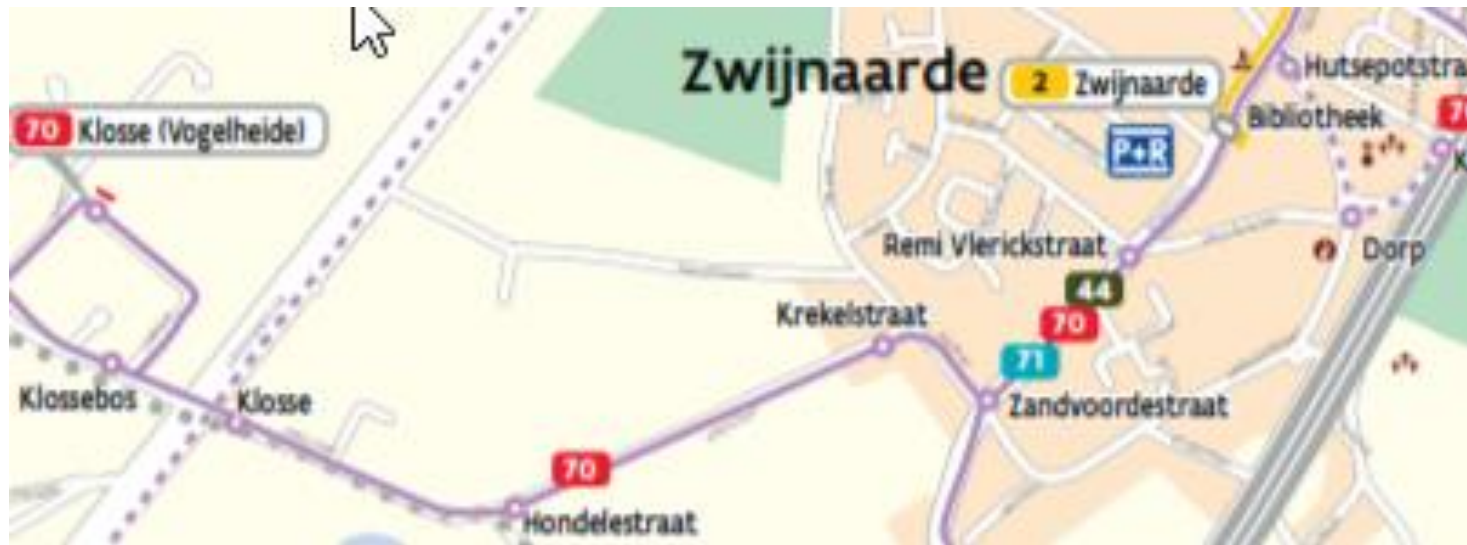 Zwijnaarde
2 Zwijnaarde
Hutsepotstra
Bibliotheek
70 Klosse (Vogelheide)
P+R
70
K
Remi Vlerickstraat
Dorp
44
Krekelstraat
70
71
Klossebos
Klosse
Zandvoordestraat
70
Hondelestraat